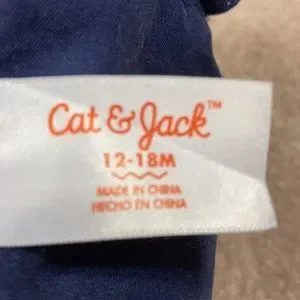 Cat & Jack™
12-18M
MADE IN CHINA
HECHO EN CHINA